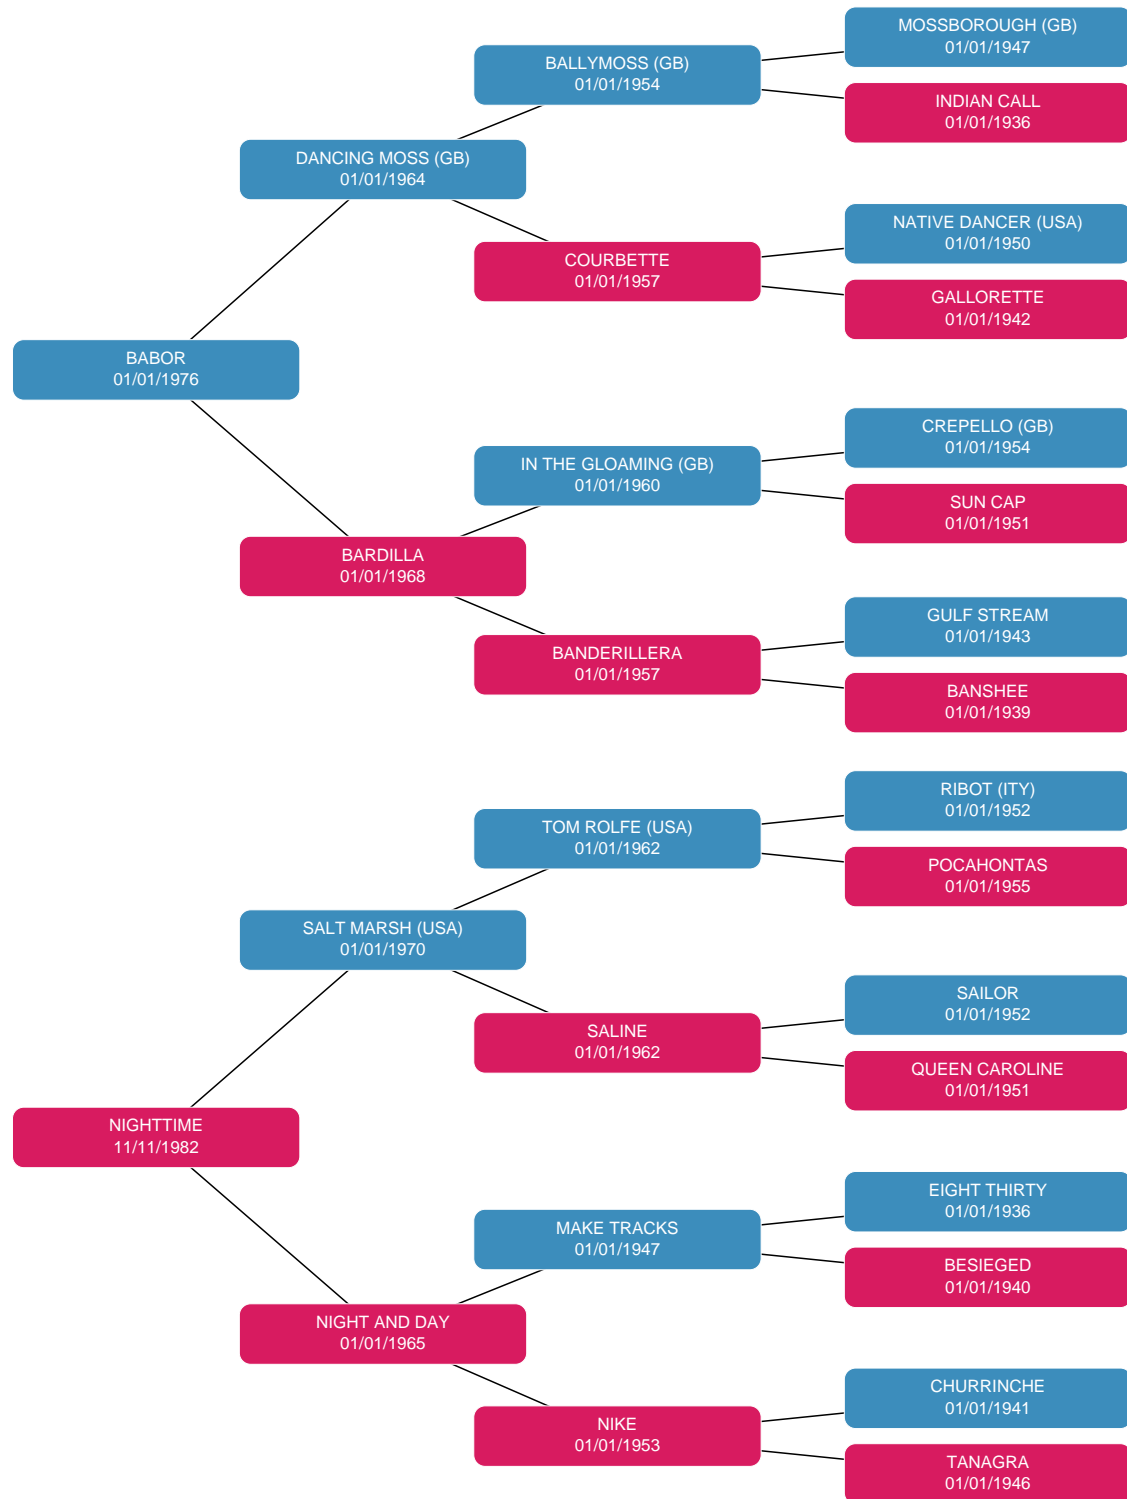 MOSSBOROUGH (GB)
01/01/1947
BALLYMOSS (GB)
01/01/1954
INDIAN CALL
01/01/1936
DANCING MOSS (GB)
01/01/1964
NATIVE DANCER (USA)
01/01/1950
COURBETTE
01/01/1957
GALLORETTE
01/01/1942
BABOR
01/01/1976
CREPELLO (GB)
01/01/1954
IN THE GLOAMING (GB)
01/01/1960
SUN CAP
01/01/1951
BARDILLA
01/01/1968
GULF STREAM
01/01/1943
BANDERILLERA
01/01/1957
BANSHEE
01/01/1939
RIBOT (ITY)
01/01/1952
TOM ROLFE (USA)
01/01/1962
POCAHONTAS
01/01/1955
SALT MARSH (USA)
01/01/1970
SAILOR
01/01/1952
SALINE
01/01/1962
QUEEN CAROLINE
01/01/1951
NIGHTTIME
11/11/1982
EIGHT THIRTY
01/01/1936
MAKE TRACKS
01/01/1947
BESIEGED
01/01/1940
NIGHT AND DAY
01/01/1965
CHURRINCHE
01/01/1941
NIKE
01/01/1953
TANAGRA
01/01/1946